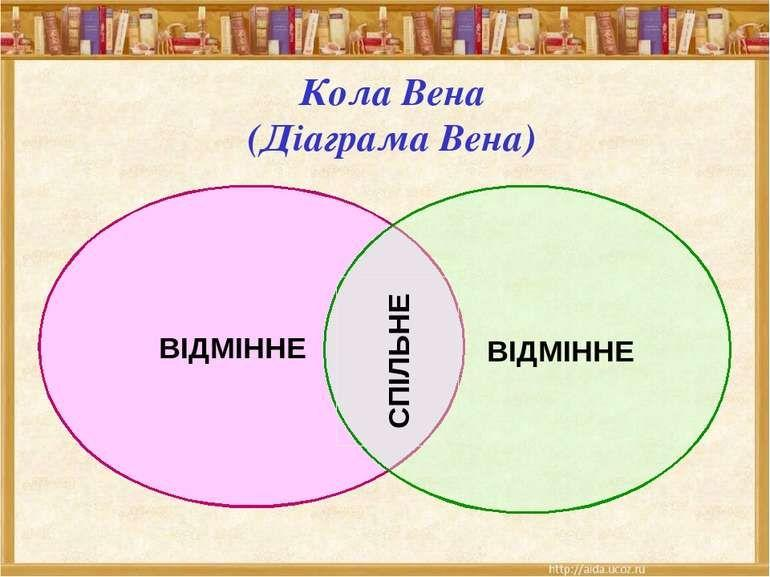 Кола Вена
(Діаграма Вена)
ВІДМІННЕ
СПІЛЬНЕ
ВІДМІННЕ
http://aida.ucoz.ru